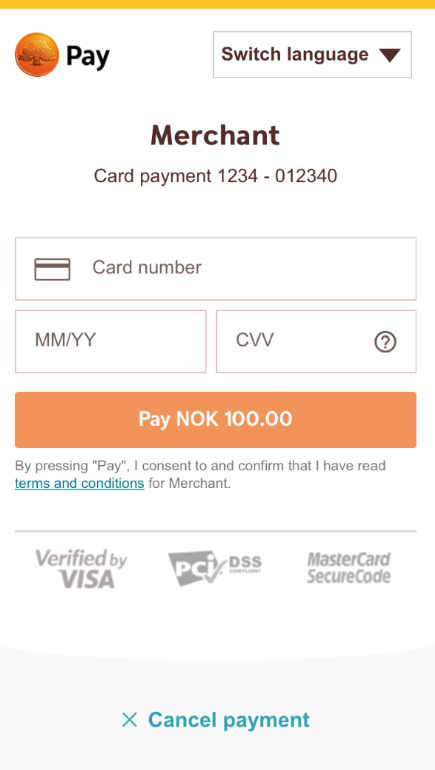 Pay
Switch language
Merchant
Card payment 1234 - 012340
Card number
MM/YY
CVV
?
Pay NOK 100.00
By pressing "Pay", I consent to and confirm that I have read
terms and conditions for Merchant.
Verified by
VISA
PCI DSS
COMPLIANT
MasterCard
SecureCode
Cancel payment